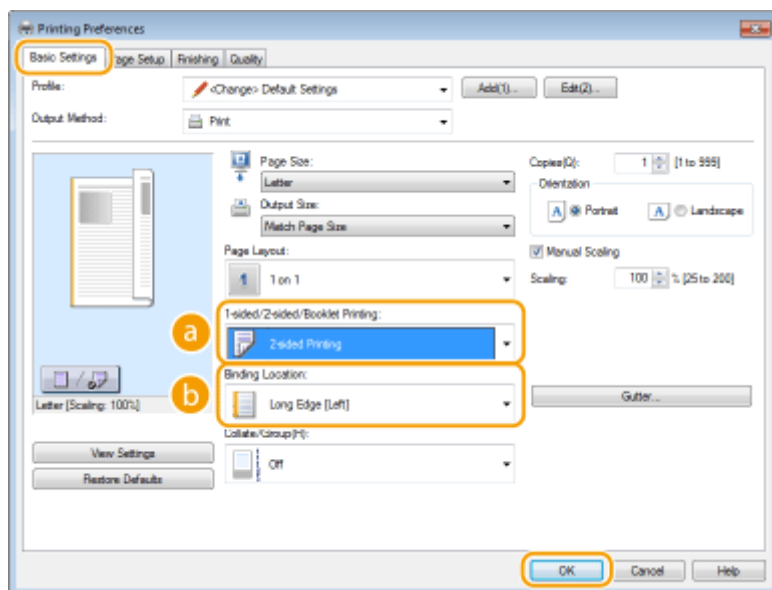 Printing Preferences
Basic Settings Page Setup Finishing Quality
Profile: <Change> Default Settings Add(1)... Edit(2)...
Output Method: Print
Page Size:
Letter
Output Size:
Match Page Size
Page Layout:
1 1 on 1
a 1-sided/2-sided/Booklet Printing:
2-sided Printing
b Binding Location:
Long Edge [Left]
Collate/Group(H):
Off
Copies(Q): 1 [1 to 999]
Orientation
A Portrait A Landscape
Manual Scaling
Scaling: 100 % [25 to 200]
Gutter...
Letter [Scaling: 100%]
View Settings
Restore Defaults
OK Cancel Help